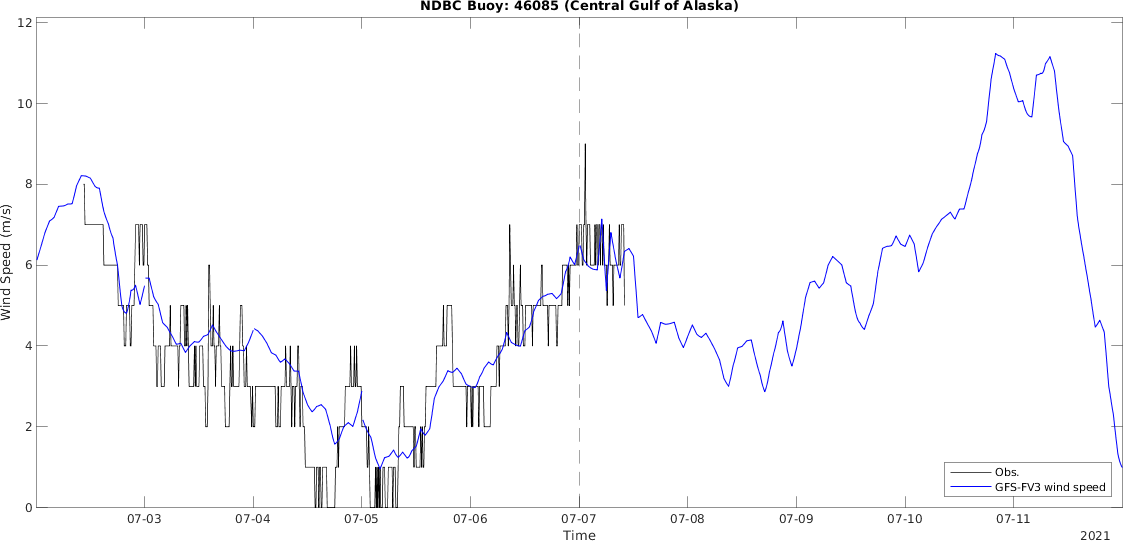 NDBC Buoy: 46085 (Central Gulf of Alaska)
12
10
8
6
4
2
0
Wind Speed (m/s)
07-03 07-04 07-05 07-06 07-07 07-08 07-09 07-10 07-11
Time
2021
Obs.
GFS-FV3 wind speed